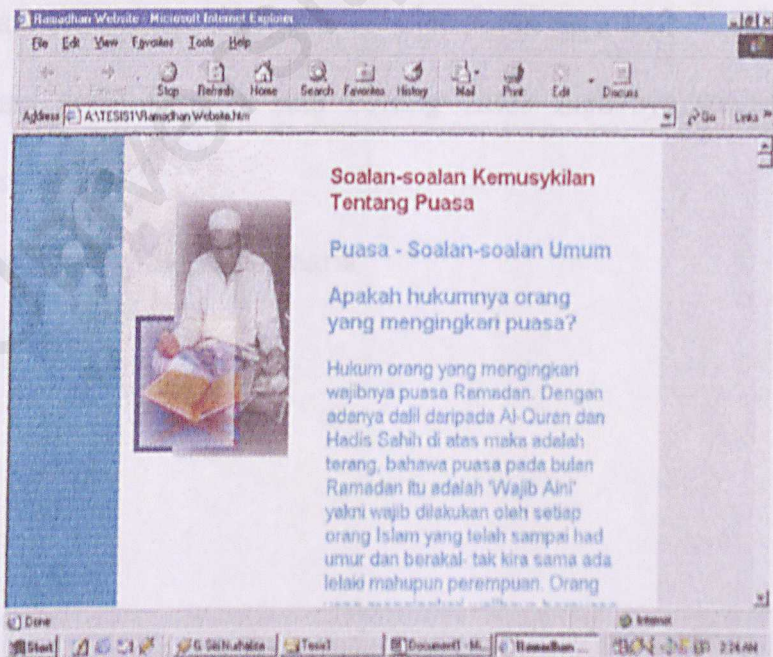 Ramadhan Website - Microsoft Internet Explorer
File Edit View Favorites Tools Help
Stop Refresh Home Search Favorites History Mail Print Edit Discuss
Address A:\TESIS1\Ramadhan Website.htm Go Links »
Soalan-soalan Kemusykilan
Tentang Puasa
Puasa - Soalan-soalan Umum
Apakah hukumnya orang
yang mengingkari puasa?
Hukum orang yang mengingkari
wajibnya puasa Ramadan. Dengan
adanya dalil daripada Al-Quran dan
Hadis Sahih di atas maka adalah
terang, bahawa puasa pada bulan
Ramadan itu adalah 'Wajib Aini'
yakni wajib dilakukan oleh setiap
orang Islam yang telah sampai had
umur dan berakal- tak kira sama ada
lelaki mahupun perempuan. Orang
Done Internet
Start Tesis1 Document1 - M... Ramadhan ... 2:24 AM